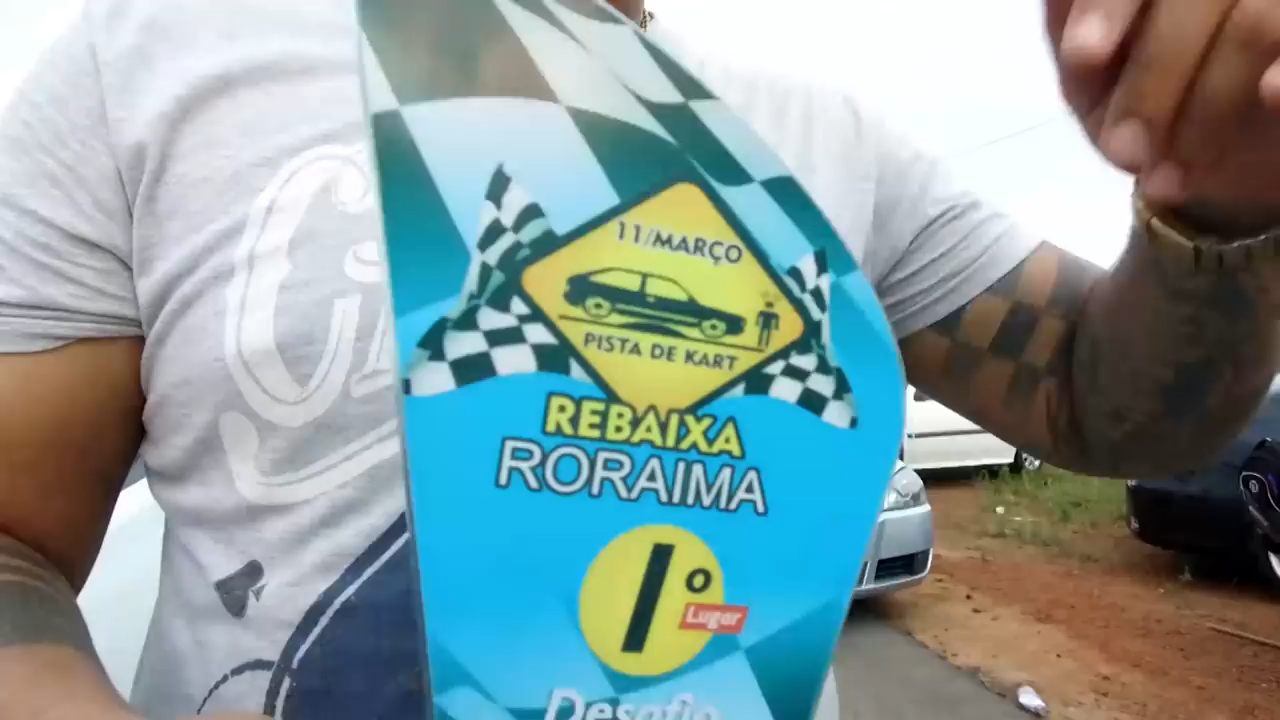 11/MARÇO
PISTA DE KART
REBAIXA
RORAIMA
1º
Lugar
Desafio